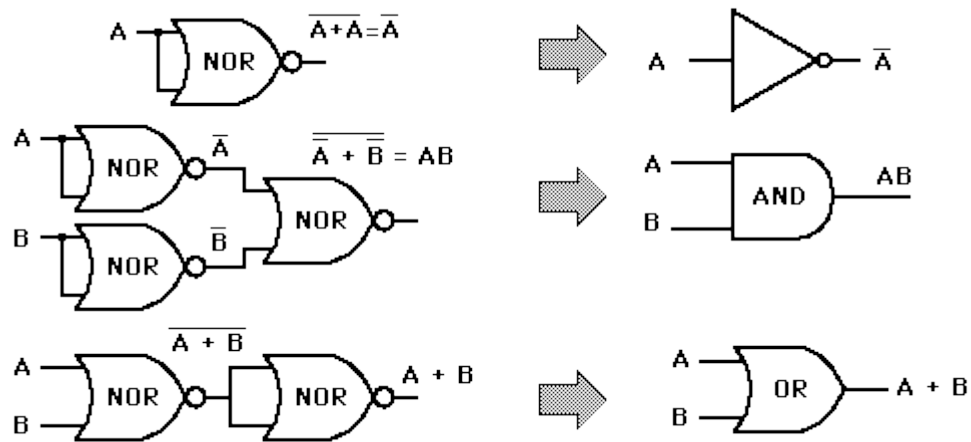 A NOR A̅+̅A̅ = A̅ A A̅
A NOR A̅ A̅̅ + B̅̅ = AB A AND AB
NOR
B NOR B̅ B
A̅ ̅+̅ ̅B̅
A NOR NOR A + B A OR A + B
B B